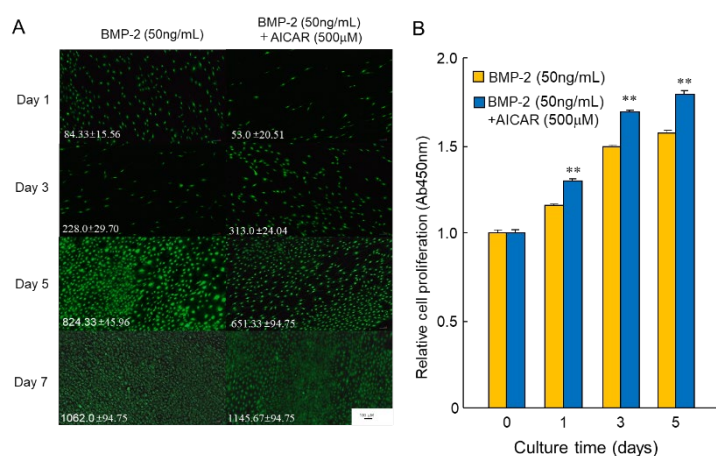 A
BMP-2 (50ng/mL)
BMP-2 (50ng/mL)
+ AICAR (500μM)
Day 1
84.33±15.56
53.0 ±20.51
Day 3
228.0±29.70
313.0±24.04
Day 5
824.33±45.96
651.33±94.75
Day 7
1062.0±94.75
1145.67±94.75
B
Relative cell proliferation (Ab450nm)
2.0
1.5
1.0
0.5
0
BMP-2 (50ng/mL)
BMP-2 (50ng/mL)
+AICAR (500μM)
**
**
**
0
1
3
5
Culture time (days)